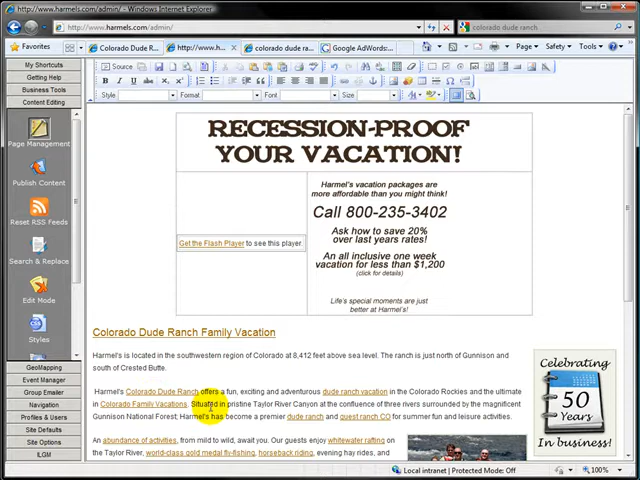 http://www.harmels.com/admin/ - Windows Internet Explorer
http://www.harmels.com/admin/
colorado dude ranch
Favorites
Colorado Dude R...
http://www.h...
colorado dude ra...
Google AdWords:...
Page
Safety
Tools
My Shortcuts
Getting Help
Business Tools
Content Editing
Page Management
Publish Content
Reset RSS Feeds
Search & Replace
Edit Mode
Styles
GeoMapping
Event Manager
Group Emailer
Navigation
Profiles & Users
Site Defaults
Site Options
ILGM
Source
Style
Format
Font
Size
RECESSION-PROOF
YOUR VACATION!
Get the Flash Player to see this player.
Harmel's vacation packages are
more affordable than you might think!
Call 800-235-3402
Ask how to save 20%
over last years rates!
An all inclusive one week
vacation for less than $1,200
(click for details)
Life's special moments are just
better at Harmel's!
Colorado Dude Ranch Family Vacation
Harmel's is located in the southwestern region of Colorado at 8,412 feet above sea level. The ranch is just north of Gunnison and
south of Crested Butte.
Harmel's Colorado Dude Ranch offers a fun, exciting and adventurous dude ranch vacation in the Colorado Rockies and the ultimate
in Colorado Family Vacations. Situated in pristine Taylor River Canyon at the confluence of three rivers surrounded by the magnificent
Gunnison National Forest; Harmel's has become a premier dude ranch and guest ranch CO for summer fun and leisure activities.
An abundance of activities, from mild to wild, await you. Our guests enjoy whitewater rafting on
the Taylor River, world-class gold medal fly-fishing, horseback riding, evening hay rides, and
Celebrating
50
Years
In business!
Local intranet | Protected Mode: Off
100%